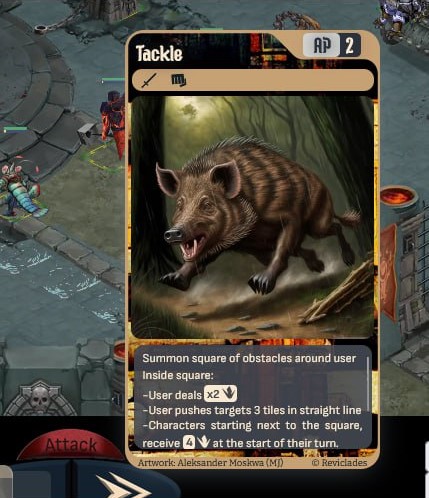 Tackle
AP 2
Summon square of obstacles around user
Inside square:
-User deals x2
-User pushes targets 3 tiles in straight line
-Characters starting next to the square,
receive 4 at the start of their turn.
Artwork: Aleksander Moskwa (MJ) © Reviclades
Attack